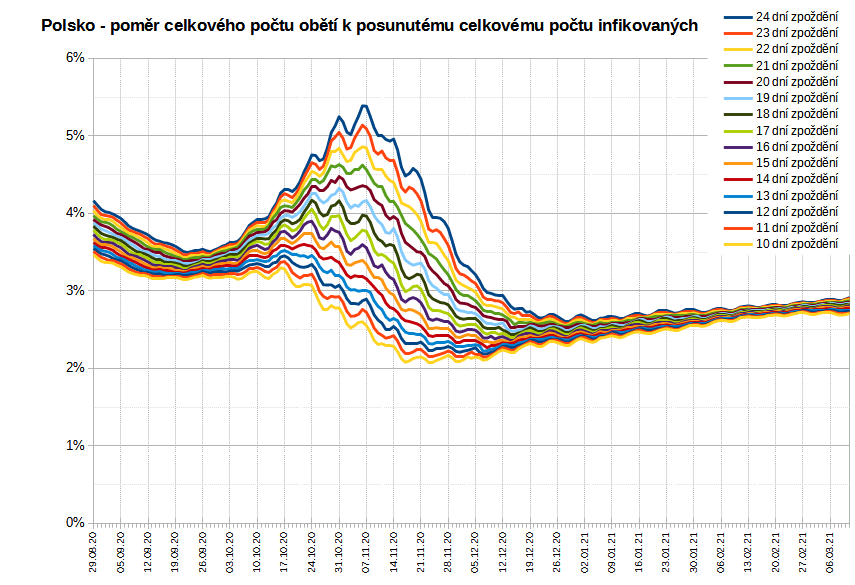 Polsko - poměr celkového počtu obětí k posunutému celkovému počtu infikovaných
24 dní zpoždění
23 dní zpoždění
22 dní zpoždění
21 dní zpoždění
20 dní zpoždění
19 dní zpoždění
18 dní zpoždění
17 dní zpoždění
16 dní zpoždění
15 dní zpoždění
14 dní zpoždění
13 dní zpoždění
12 dní zpoždění
11 dní zpoždění
10 dní zpoždění
6%
5%
4%
3%
2%
1%
0%
29.08.20
05.09.20
12.09.20
19.09.20
26.09.20
03.10.20
10.10.20
17.10.20
24.10.20
31.10.20
07.11.20
14.11.20
21.11.20
28.11.20
05.12.20
12.12.20
19.12.20
26.12.20
02.01.21
09.01.21
16.01.21
23.01.21
30.01.21
06.02.21
13.02.21
20.02.21
27.02.21
06.03.21